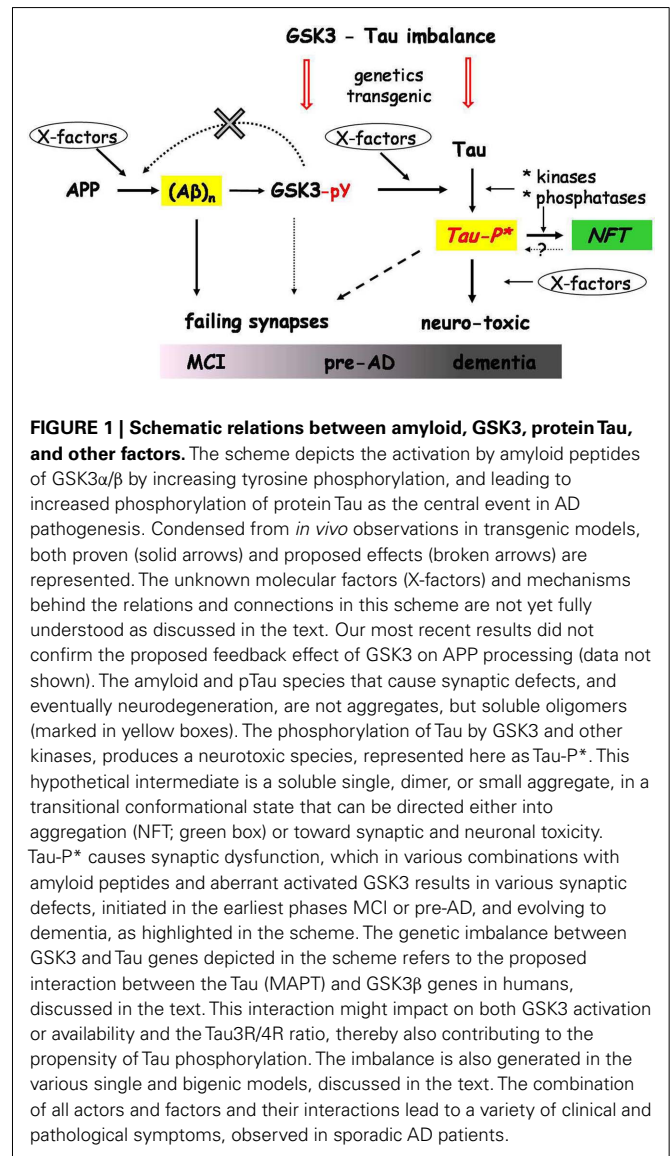 GSK3 - Tau imbalance
genetics
transgenic
X-factors
X-factors
Tau
APP
(Aβ)n
GSK3-pY
* kinases
* phosphatases
Tau-P*
?
NFT
X-factors
failing synapses
neuro-toxic
MCI
pre-AD
dementia
FIGURE 1 | Schematic relations between amyloid, GSK3, protein Tau,
and other factors. The scheme depicts the activation by amyloid peptides
of GSK3α/β by increasing tyrosine phosphorylation, and leading to
increased phosphorylation of protein Tau as the central event in AD
pathogenesis. Condensed from in vivo observations in transgenic models,
both proven (solid arrows) and proposed effects (broken arrows) are
represented. The unknown molecular factors (X-factors) and mechanisms
behind the relations and connections in this scheme are not yet fully
understood as discussed in the text. Our most recent results did not
confirm the proposed feedback effect of GSK3 on APP processing (data not
shown). The amyloid and pTau species that cause synaptic defects, and
eventually neurodegeneration, are not aggregates, but soluble oligomers
(marked in yellow boxes). The phosphorylation of Tau by GSK3 and other
kinases, produces a neurotoxic species, represented here as Tau-P*. This
hypothetical intermediate is a soluble single, dimer, or small aggregate, in a
transitional conformational state that can be directed either into
aggregation (NFT; green box) or toward synaptic and neuronal toxicity.
Tau-P* causes synaptic dysfunction, which in various combinations with
amyloid peptides and aberrant activated GSK3 results in various synaptic
defects, initiated in the earliest phases MCI or pre-AD, and evolving to
dementia, as highlighted in the scheme. The genetic imbalance between
GSK3 and Tau genes depicted in the scheme refers to the proposed
interaction between the Tau (MAPT) and GSK3β genes in humans,
discussed in the text. This interaction might impact on both GSK3 activation
or availability and the Tau3R/4R ratio, thereby also contributing to the
propensity of Tau phosphorylation. The imbalance is also generated in the
various single and bigenic models, discussed in the text. The combination
of all actors and factors and their interactions lead to a variety of clinical and
pathological symptoms, observed in sporadic AD patients.